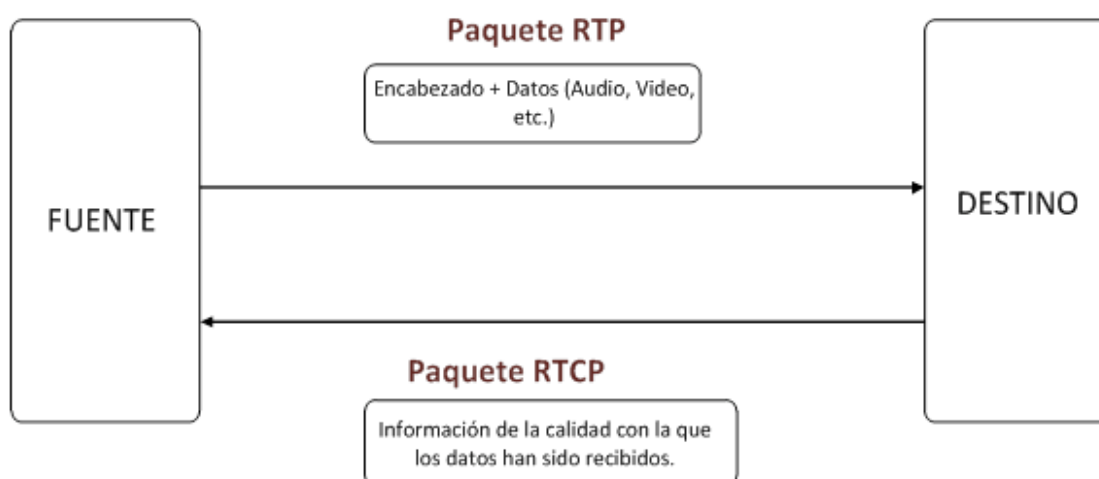 Paquete RTP
Encabezado + Datos (Audio, Video,
etc.)
FUENTE
DESTINO
Paquete RTCP
Información de la calidad con la que
los datos han sido recibidos.